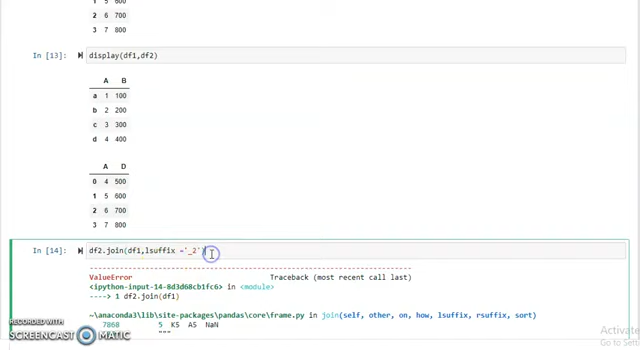 1 5 600
2 6 700
3 7 800
In [13]:
display(df1,df2)
A B
a 1 100
b 2 200
c 3 300
d 4 400
A D
0 4 500
1 5 600
2 6 700
3 7 800
In [14]:
df2.join(df1,lsuffix ='_2')
ValueError Traceback (most recent call last)
<ipython-input-14-8d3d68cb1fc6> in <module>
----> 1 df2.join(df1)
~\anaconda3\lib\site-packages\pandas\core\frame.py in join(self, other, on, how, lsuffix, rsuffix, sort)
7868 5 K5 A5 NaN
"""
RECORDED WITH
SCREENCAST MATIC
Activate
Go to Sett